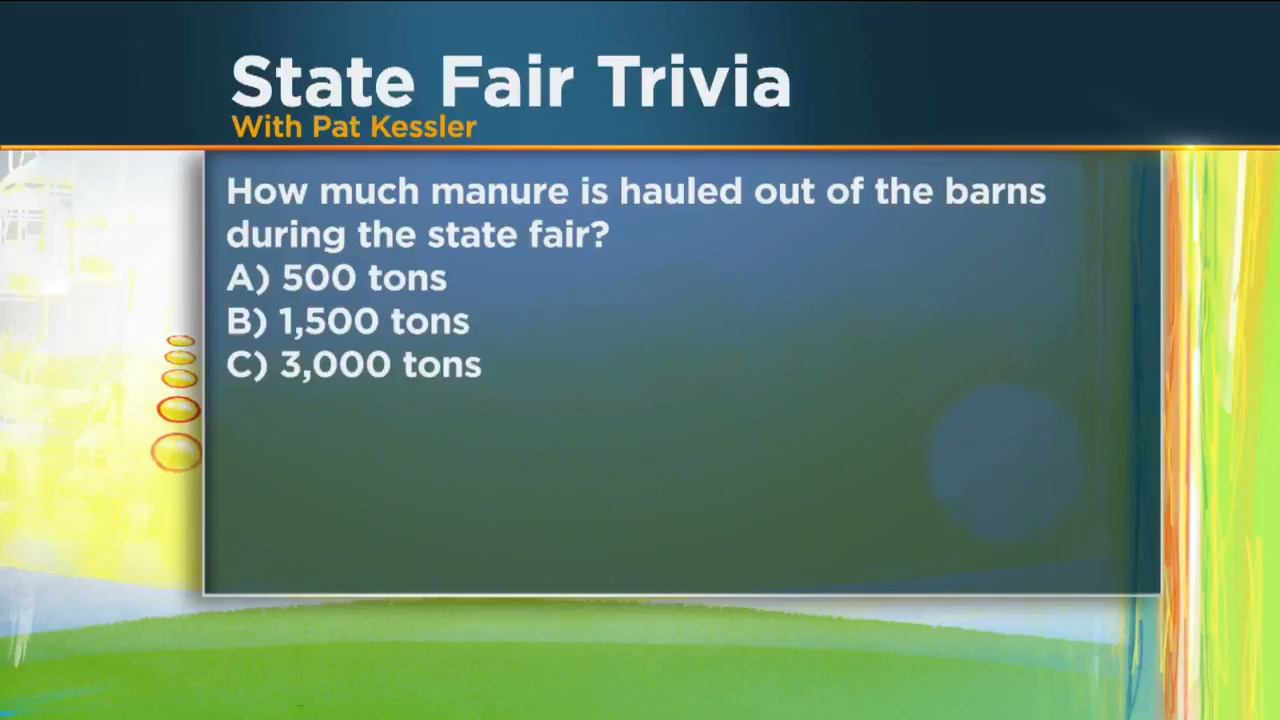 State Fair Trivia
With Pat Kessler
How much manure is hauled out of the barns
during the state fair?
A) 500 tons
B) 1,500 tons
C) 3,000 tons